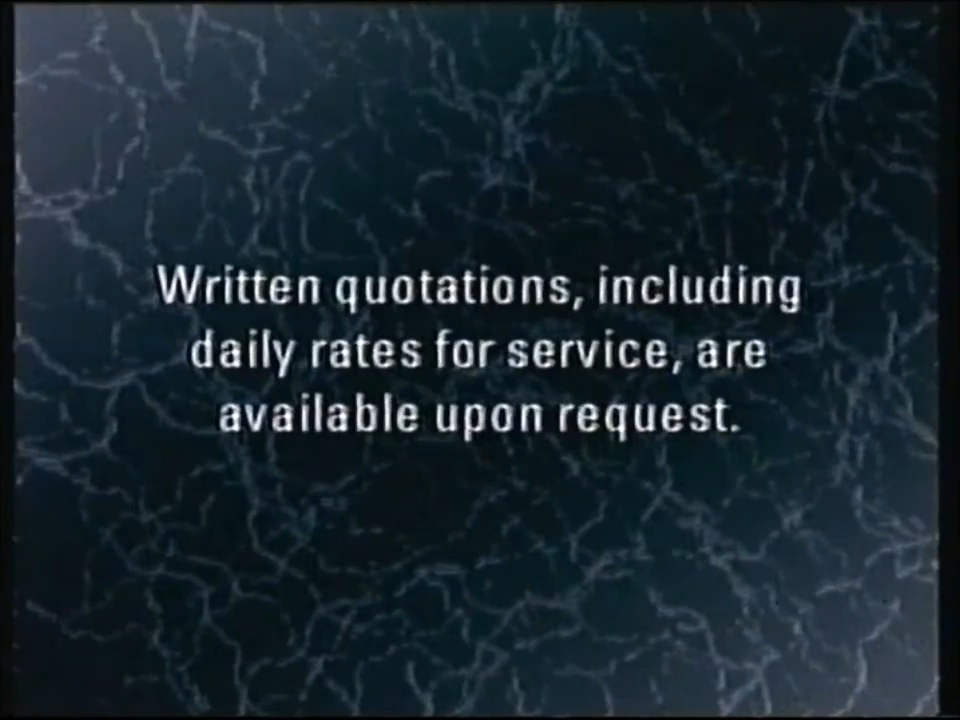 Written quotations, including
daily rates for service, are
available upon request.